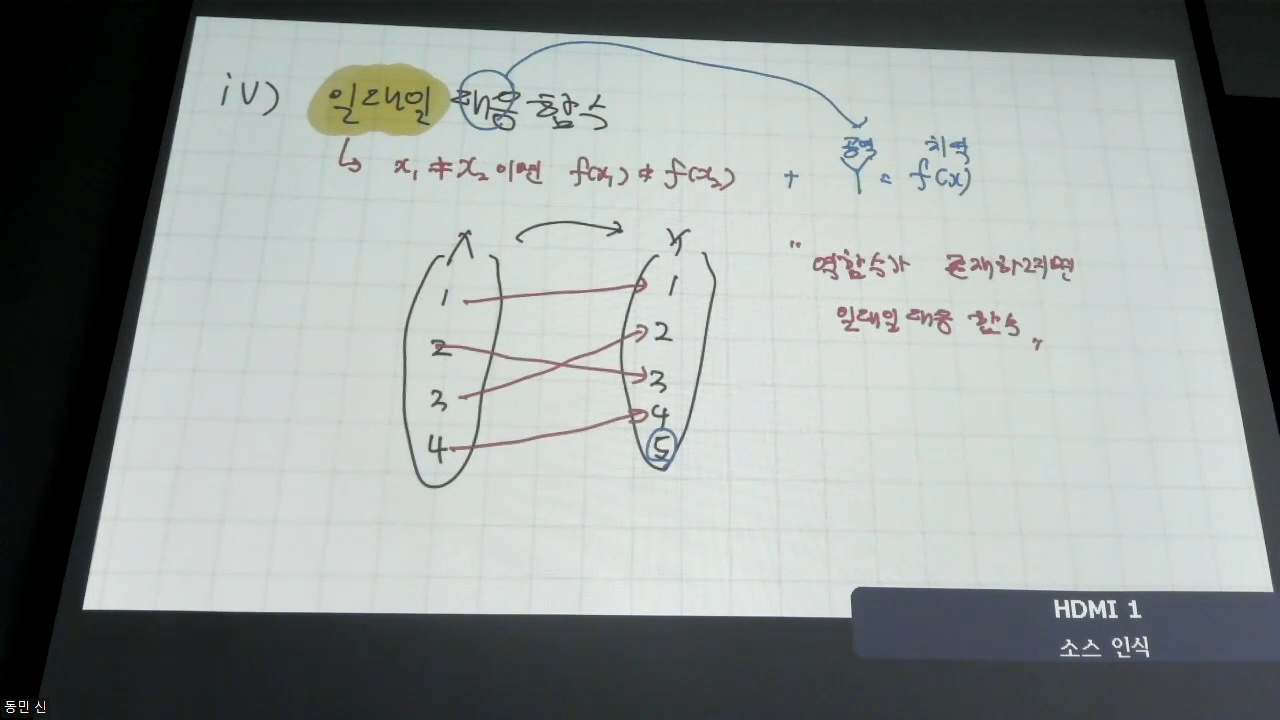 iv) 일대일 대응 함수
↳ x₁ ≠ x₂ 이면 f(x₁) ≠ f(x₂) + Y = f(x)
공역 치역
X → Y
1 1
2 2
3 3
4 4
5
" 역함수가 존재하려면
일대일 대응 함수 "
HDMI 1
소스 인식
동민 신